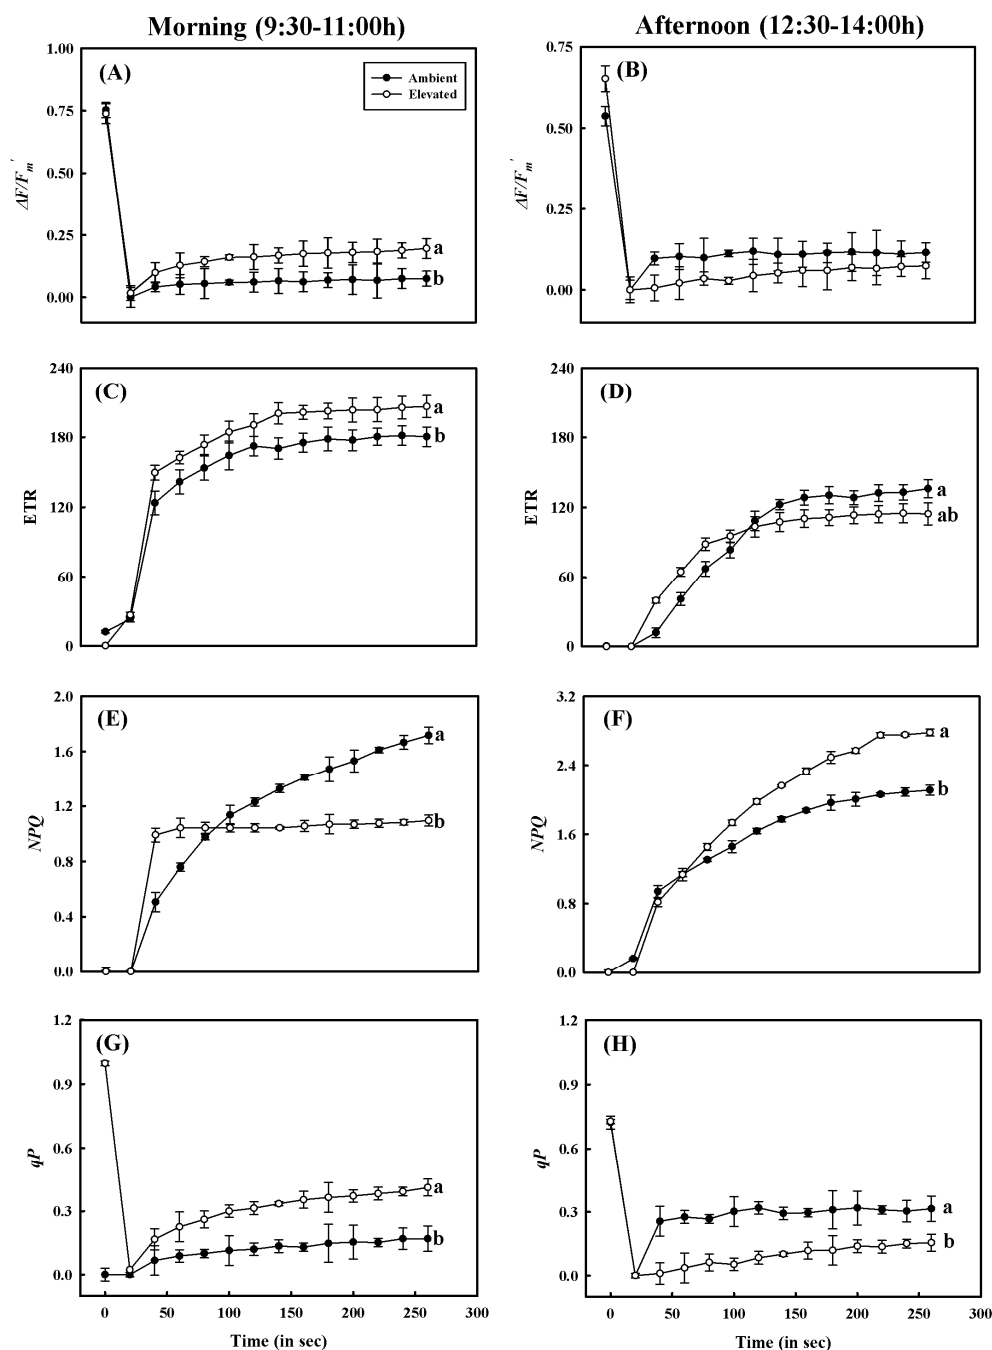 Morning (9:30-11:00h)
Afternoon (12:30-14:00h)
(A)
Ambient
Elevated
1.00
0.75
0.50
0.25
0.00
ΔF/Fm'
a
b
(B)
0.75
0.50
0.25
0.00
ΔF/Fm'
(C)
240
180
120
60
0
ETR
a
b
(D)
240
180
120
60
0
ETR
a
ab
(E)
2.0
1.6
1.2
0.8
0.4
0.0
NPQ
a
b
(F)
3.2
2.4
1.6
0.8
0.0
NPQ
a
b
(G)
1.2
0.9
0.6
0.3
0.0
qP
a
b
0 50 100 150 200 250 300
Time (in sec)
(H)
1.2
0.9
0.6
0.3
0.0
qP
a
b
0 50 100 150 200 250 300
Time (in sec)